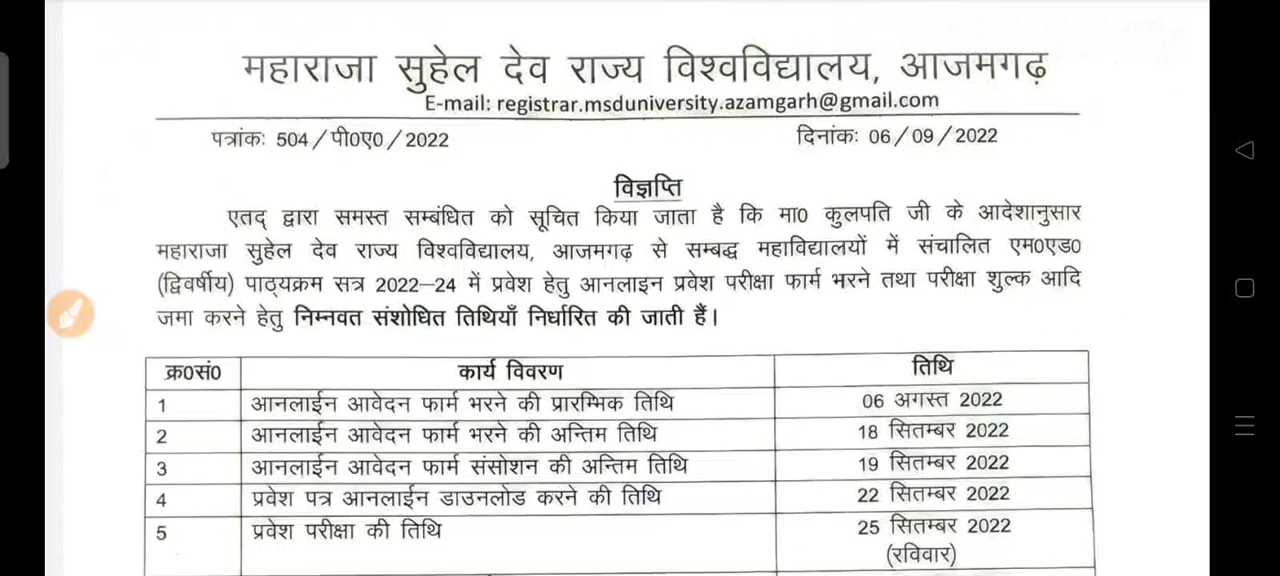 महाराजा सुहेल देव राज्य विश्वविद्यालय, आजमगढ़
E-mail: registrar.msduniversity.azamgarh@gmail.com
पत्रांकः 504/पी0ए0/2022 दिनांकः 06/09/2022
विज्ञप्ति
एतद् द्वारा समस्त सम्बंधित को सूचित किया जाता है कि मा0 कुलपति जी के आदेशानुसार
महाराजा सुहेल देव राज्य विश्वविद्यालय, आजमगढ़ से सम्बद्ध महाविद्यालयों में संचालित एम0एड0
(द्विवर्षीय) पाठ्यक्रम सत्र 2022–24 में प्रवेश हेतु आनलाइन प्रवेश परीक्षा फार्म भरने तथा परीक्षा शुल्क आदि
जमा करने हेतु निम्नवत संशोधित तिथियाँ निर्धारित की जाती हैं।
क्र0सं0 कार्य विवरण तिथि
1 आनलाईन आवेदन फार्म भरने की प्रारम्भिक तिथि 06 अगस्त 2022
2 आनलाईन आवेदन फार्म भरने की अन्तिम तिथि 18 सितम्बर 2022
3 आनलाईन आवेदन फार्म संसोशन की अन्तिम तिथि 19 सितम्बर 2022
4 प्रवेश पत्र आनलाईन डाउनलोड करने की तिथि 22 सितम्बर 2022
5 प्रवेश परीक्षा की तिथि 25 सितम्बर 2022
(रविवार)